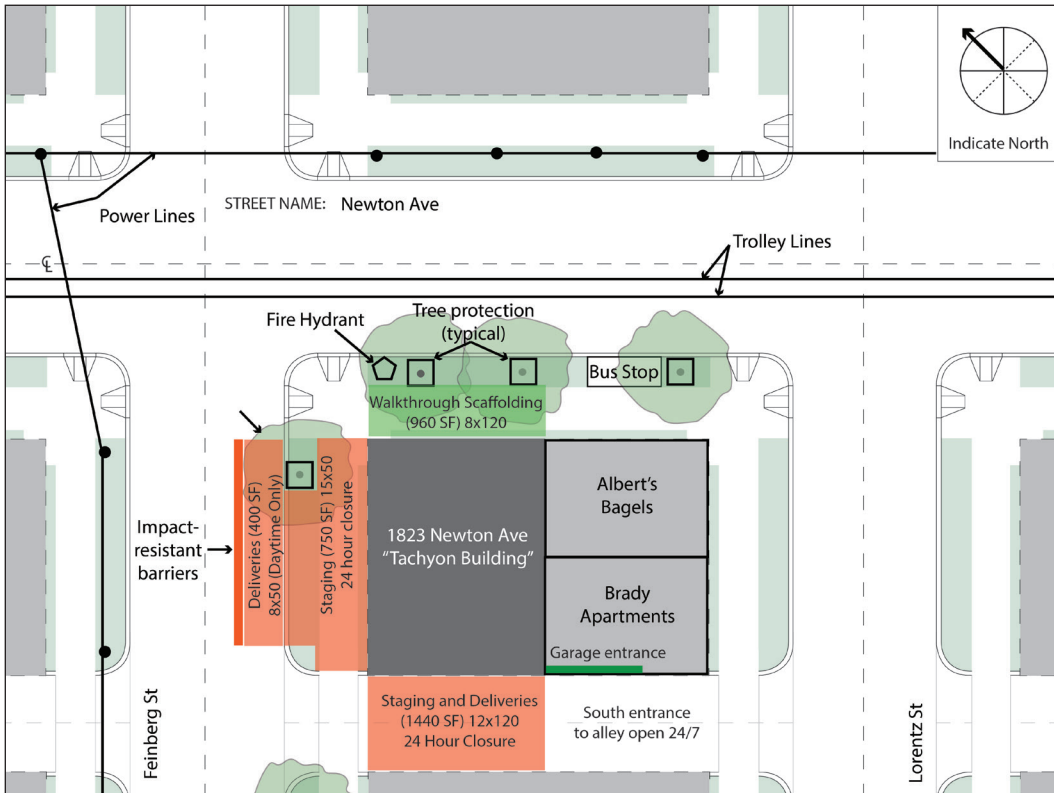 Indicate North
Power Lines
STREET NAME: Newton Ave
Trolley Lines
℄
Fire Hydrant
Tree protection
(typical)
Bus Stop
Walkthrough Scaffolding
(960 SF) 8x120
Impact-
resistant
barriers
Deliveries (400 SF)
8x50 (Daytime Only)
Staging (750 SF) 15x50
24 hour closure
1823 Newton Ave
“Tachyon Building”
Albert’s
Bagels
Brady
Apartments
Garage entrance
Staging and Deliveries
(1440 SF) 12x120
24 Hour Closure
South entrance
to alley open 24/7
Feinberg St
Lorentz St